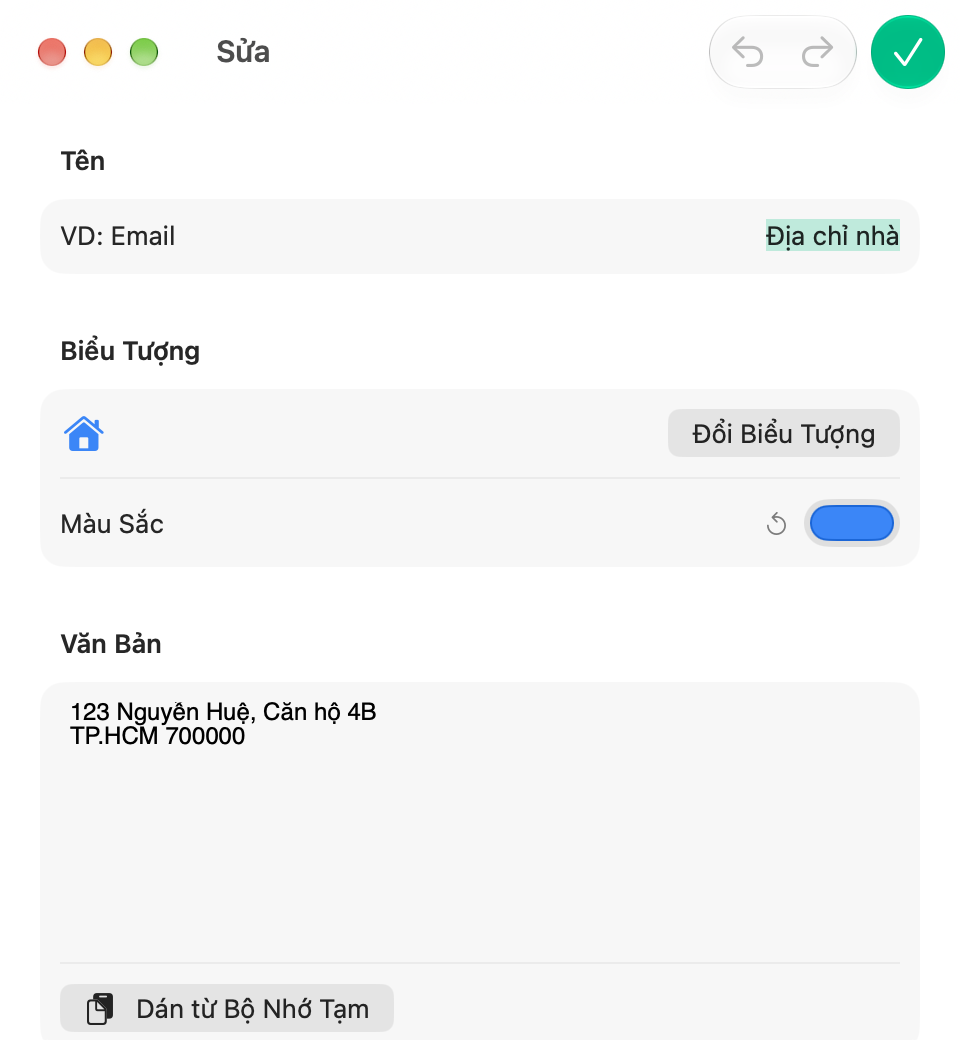 Sửa
Tên
VD: Email
Địa chỉ nhà
Biểu Tượng
Đổi Biểu Tượng
Màu Sắc
Văn Bản
123 Nguyễn Huệ, Căn hộ 4B
TP.HCM 700000
Dán từ Bộ Nhớ Tạm